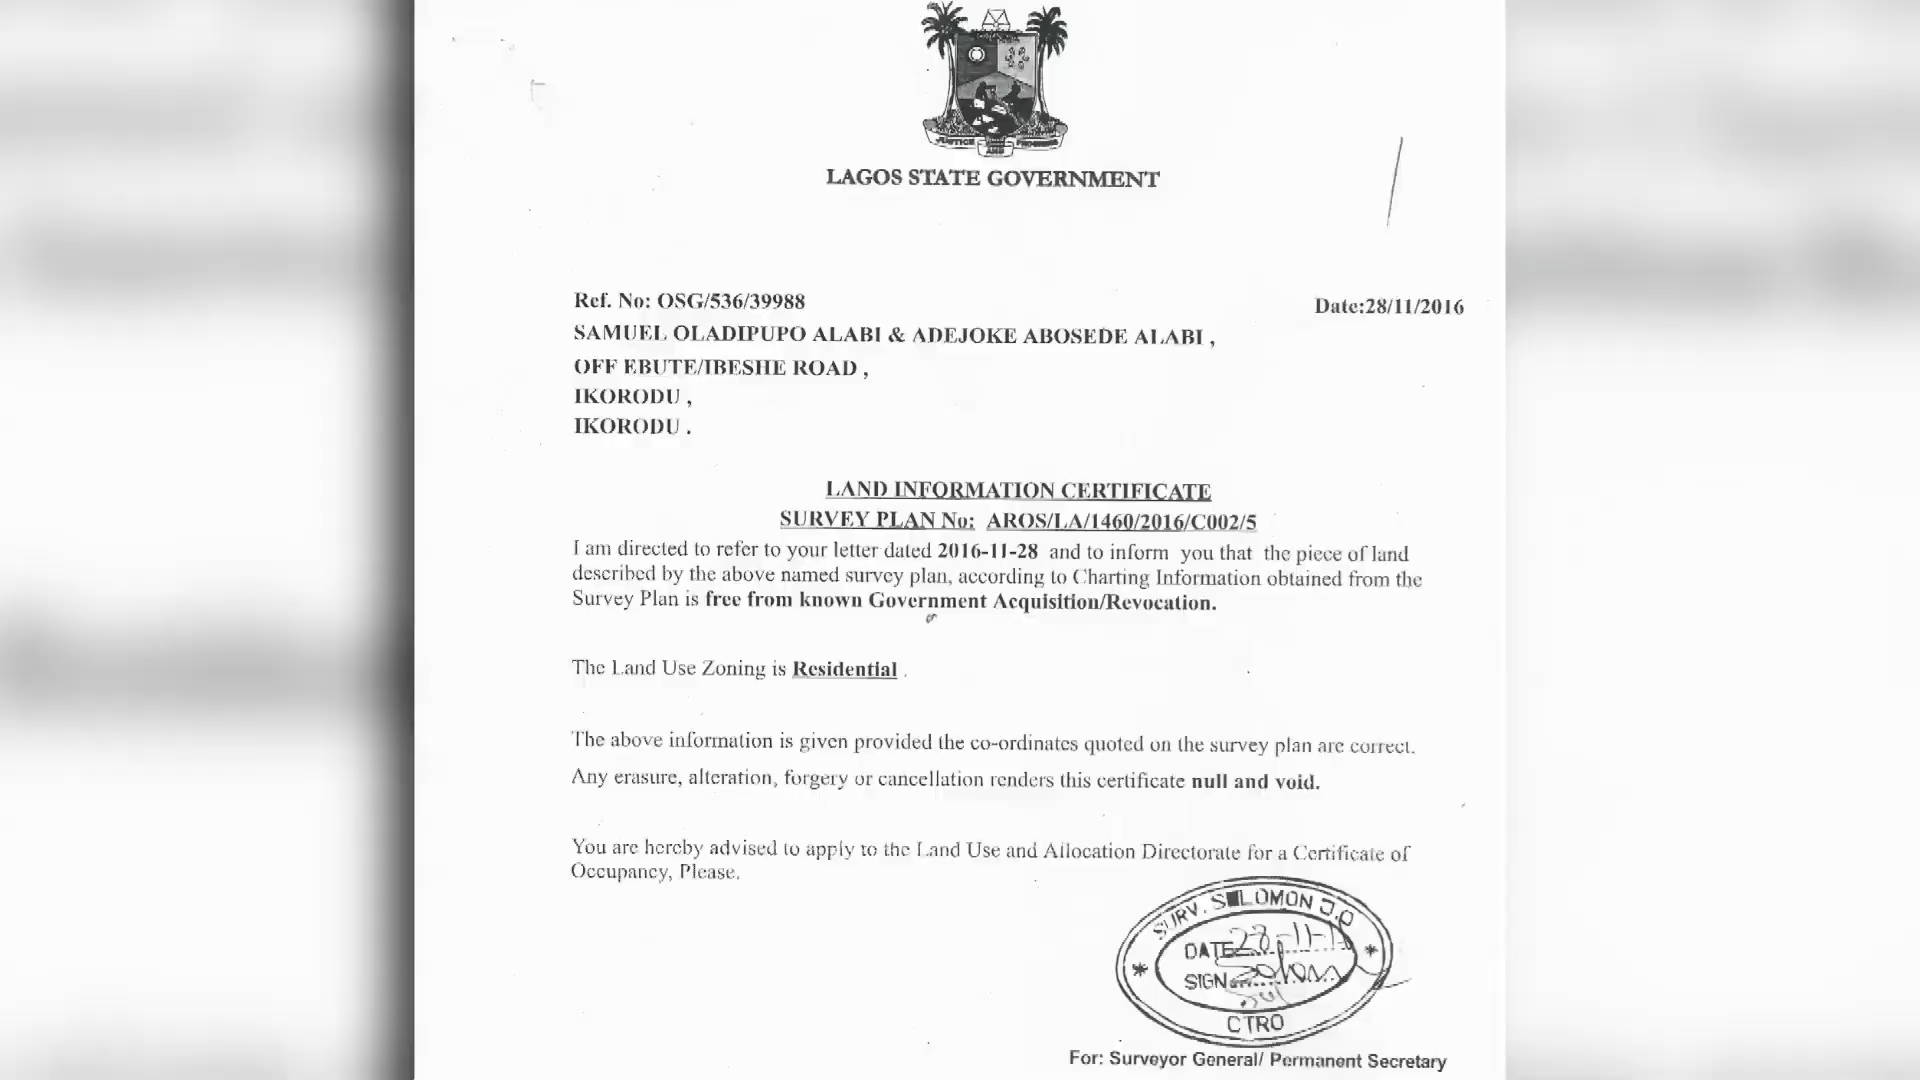 JUSTICE AND PROGRESS
LAGOS STATE GOVERNMENT
Ref. No: OSG/536/39988
Date:28/11/2016
SAMUEL OLADIPUPO ALABI & ADEJOKE ABOSEDE ALABI ,
OFF EBUTE/IBESHE ROAD ,
IKORODU ,
IKORODU .
LAND INFORMATION CERTIFICATE
SURVEY PLAN No: AROS/LA/1460/2016/C002/5
I am directed to refer to your letter dated 2016-11-28 and to inform you that the piece of land
described by the above named survey plan, according to Charting Information obtained from the
Survey Plan is free from known Government Acquisition/Revocation.
The Land Use Zoning is Residential .
The above information is given provided the co-ordinates quoted on the survey plan are correct.
Any erasure, alteration, forgery or cancellation renders this certificate null and void.
You are hereby advised to apply to the Land Use and Allocation Directorate for a Certificate of
Occupancy, Please.
SURV. SOLOMON J.O
DATE 28-11-16
SIGN
CTRO
For: Surveyor General/ Permanent Secretary